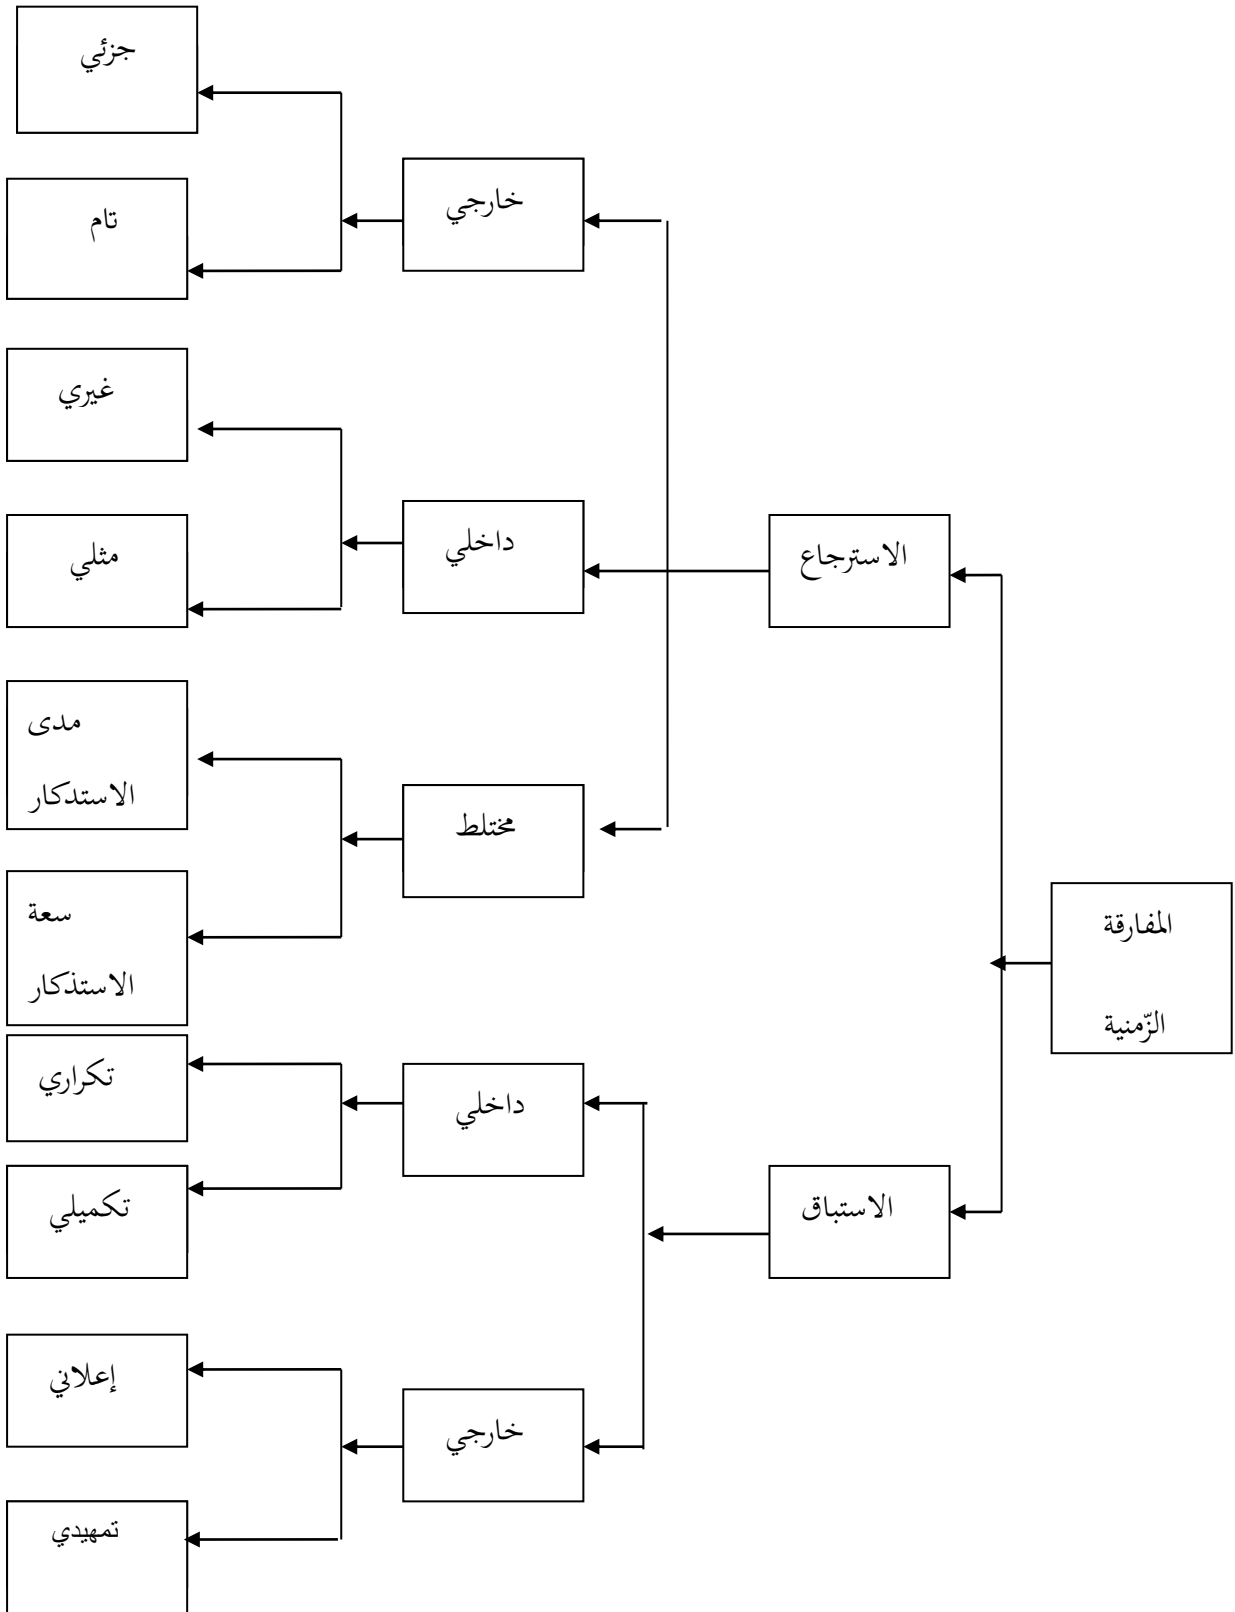 المفارقة
الزّمنية
الاسترجاع
خارجي
جزئي
تام
داخلي
غيري
مثلي
مختلط
مدى
الاستدكار
سعة
الاستذكار
الاستباق
داخلي
تكراري
تكميلي
خارجي
إعلاني
تمهيدي